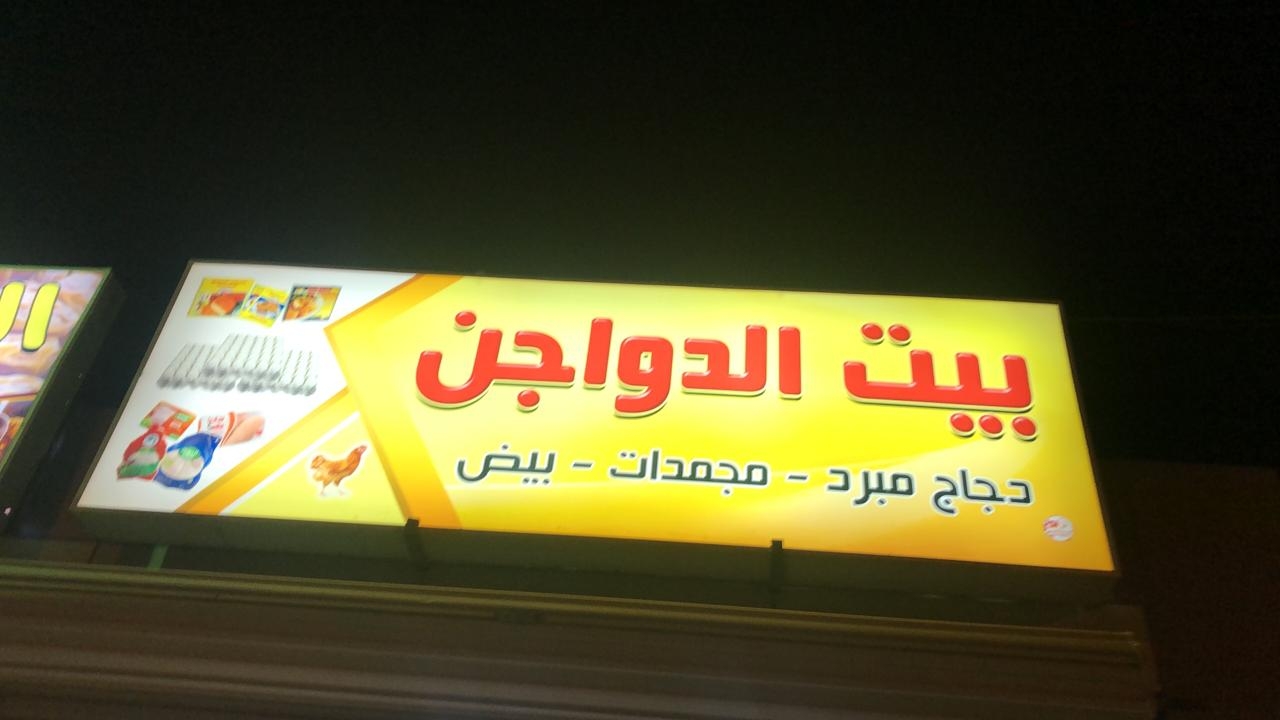 بيت الدواجن
دجاج مبرد - مجمدات - بيض